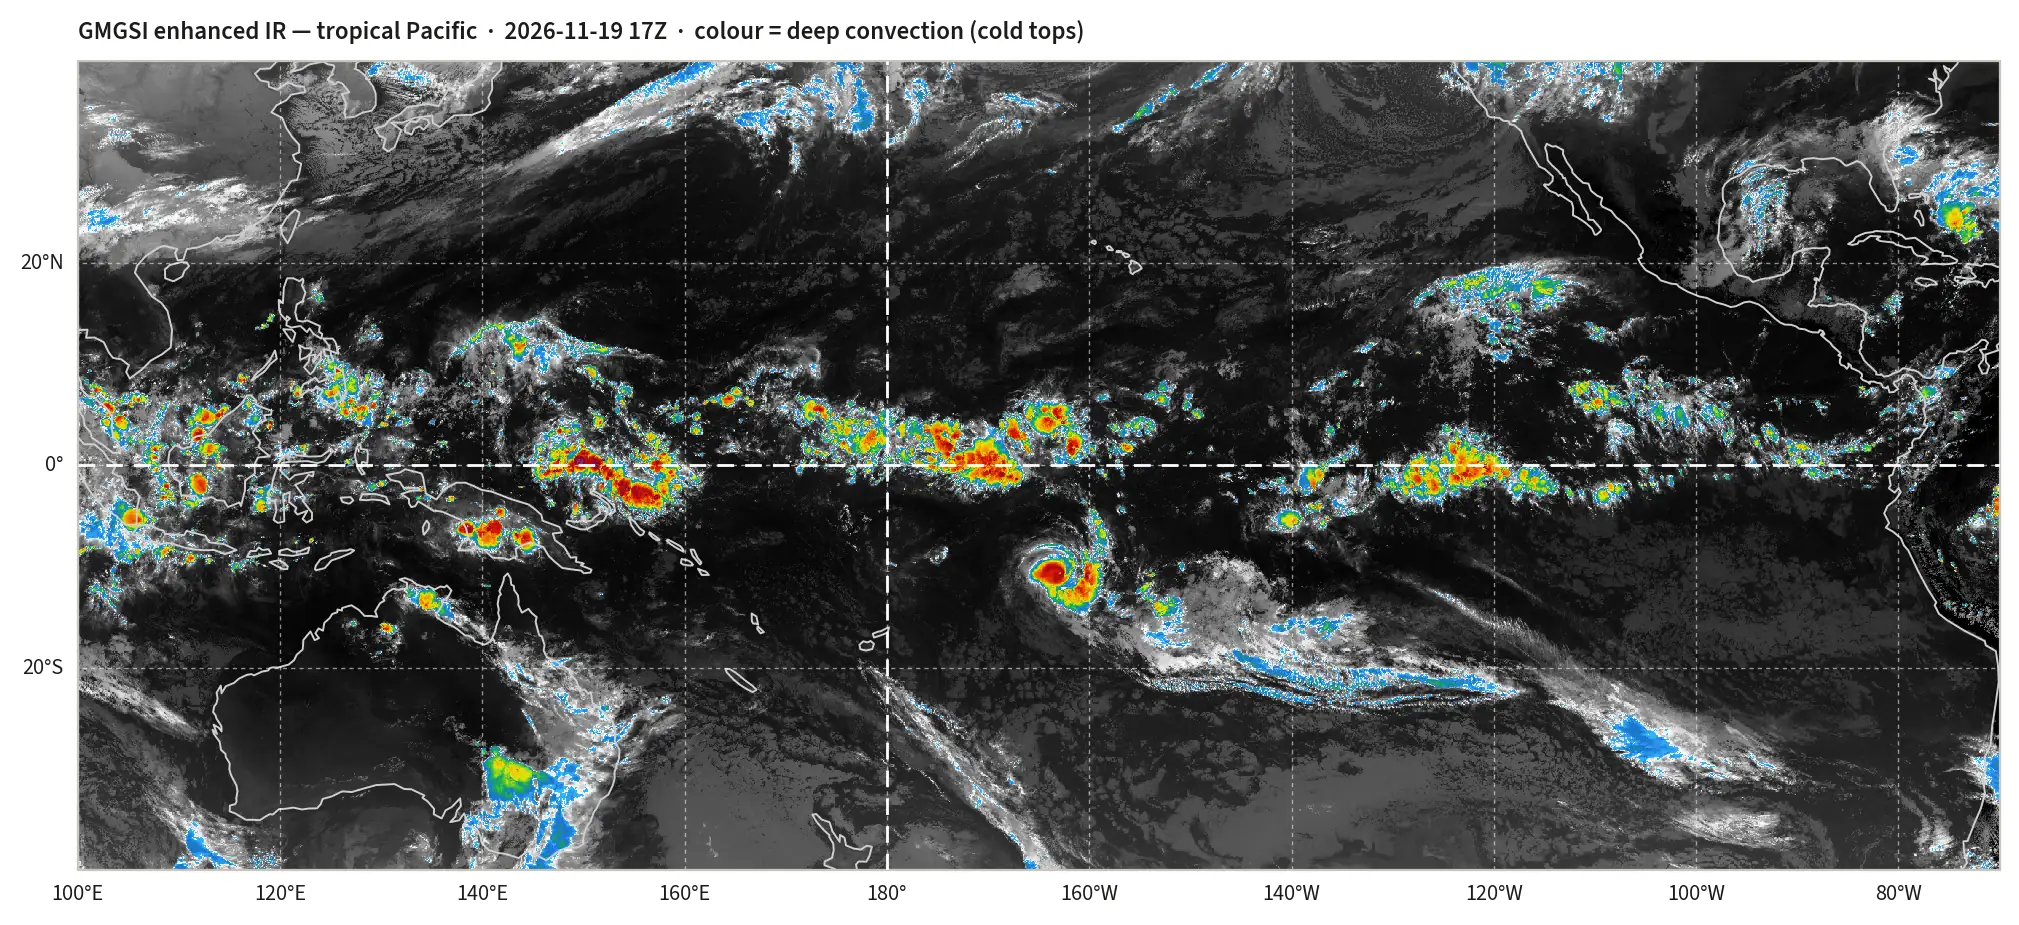 GMGSI enhanced IR — tropical Pacific · 2026-11-19 17Z · colour = deep convection (cold tops)
20°N
0°
20°S
100°E 120°E 140°E 160°E 180° 160°W 140°W 120°W 100°W 80°W